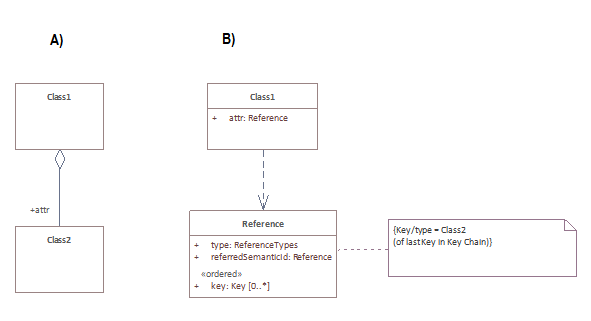 A)
B)
Class1
+attr
Class2
Class1
+ attr: Reference
Reference
+ type: ReferenceTypes
+ referredSemanticId: Reference
«ordered»
+ key: Key [0..*]
{Key/type = Class2
{of lastKey in Key Chain)}